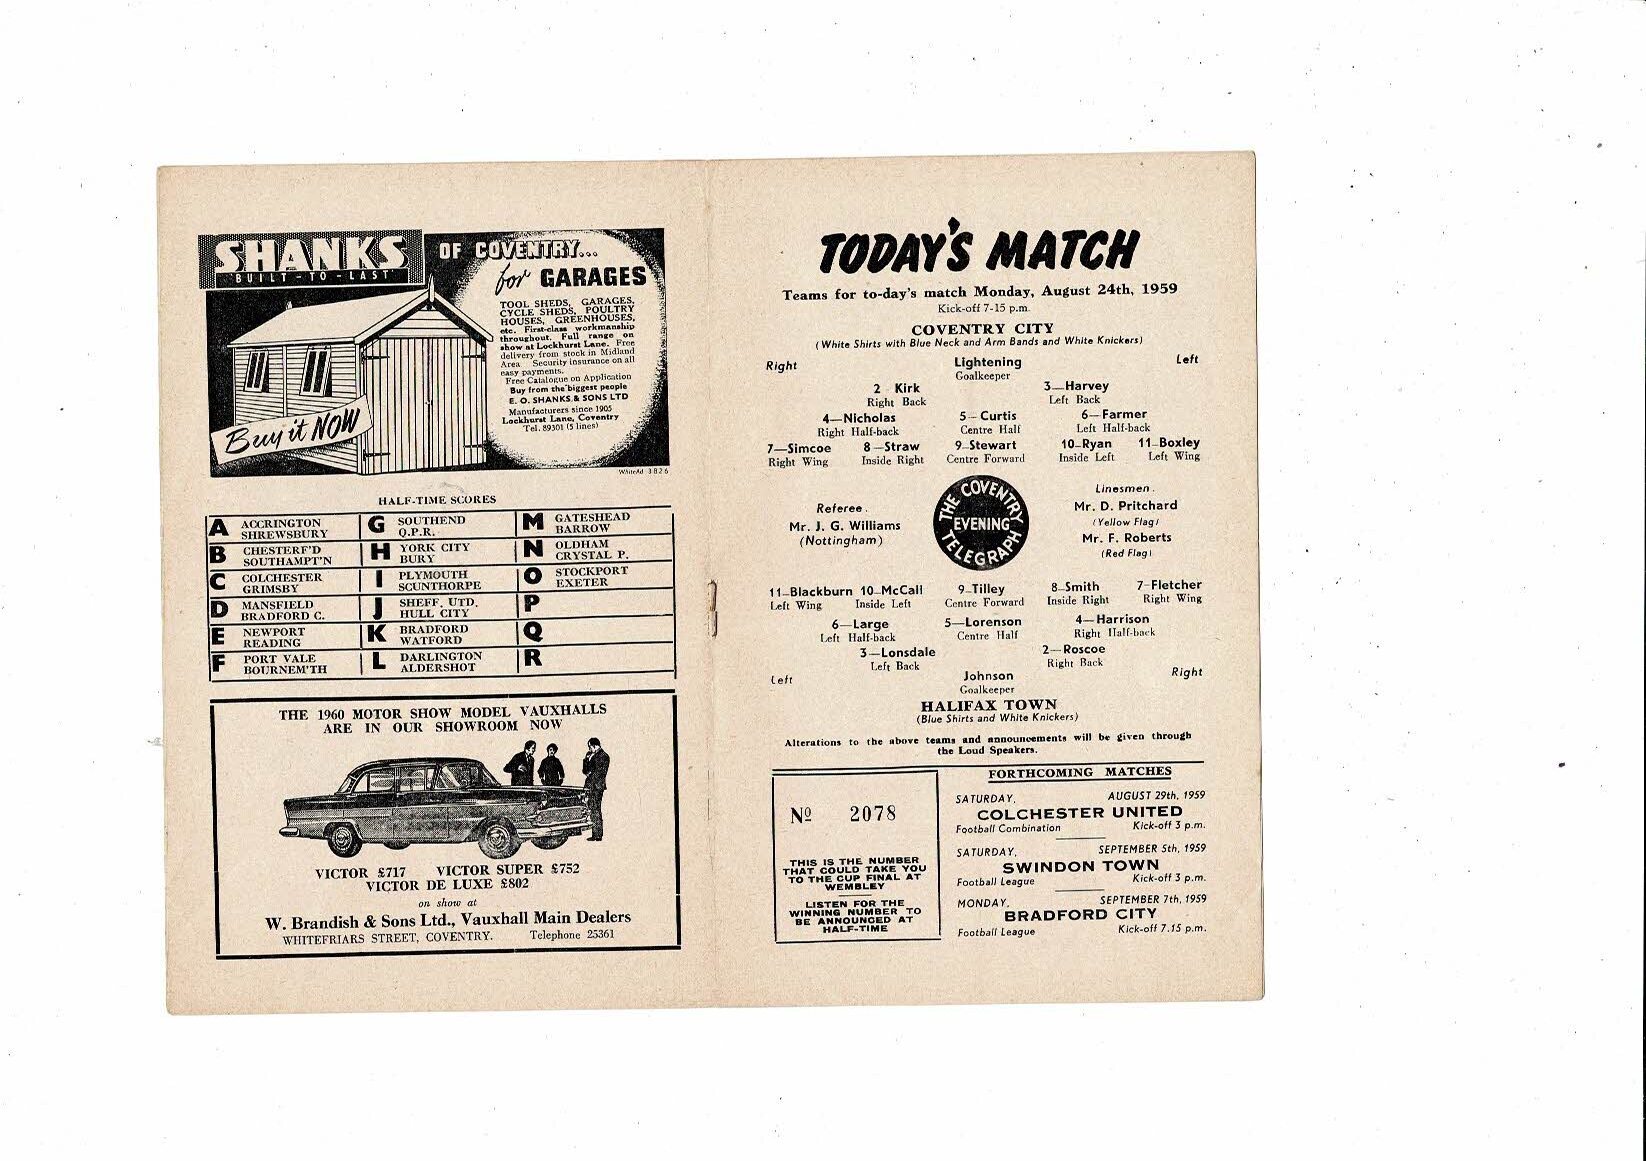 SHANKS
BUILT-TO-LAST
OF COVENTRY...
for GARAGES
TOOL SHEDS, GARAGES,
CYCLE SHEDS, POULTRY
HOUSES, GREENHOUSES,
etc. First-class workmanship
throughout. Full range on
show at Lockhurst Lane. Free
delivery from stock in Midland
Area Security insurance on all
easy payments.
Free Catalogue on Application
Buy from the biggest people
E. O. SHANKS & SONS LTD
Manufacturers since 1905
Lockhurst Lane, Coventry
Tel. 89301 (5 lines)
Buy it NOW
WhiteAd 3826
HALF-TIME SCORES
A ACCRINGTON
SHREWSBURY
B CHESTERF'D
SOUTHAMPT'N
C COLCHESTER
GRIMSBY
D MANSFIELD
BRADFORD C.
E NEWPORT
READING
F PORT VALE
BOURNEM'TH
G SOUTHEND
Q.P.R.
H YORK CITY
BURY
I PLYMOUTH
SCUNTHORPE
J SHEFF. UTD.
HULL CITY
K BRADFORD
WATFORD
L DARLINGTON
ALDERSHOT
M GATESHEAD
BARROW
N OLDHAM
CRYSTAL P.
O STOCKPORT
EXETER
P
Q
R
THE 1960 MOTOR SHOW MODEL VAUXHALLS
ARE IN OUR SHOWROOM NOW
VICTOR £717 VICTOR SUPER £752
VICTOR DE LUXE £802
on show at
W. Brandish & Sons Ltd., Vauxhall Main Dealers
WHITEFRIARS STREET, COVENTRY. Telephone 25361
TODAY'S MATCH
Teams for to-day's match Monday, August 24th, 1959
Kick-off 7-15 p.m.
COVENTRY CITY
(White Shirts with Blue Neck and Arm Bands and White Knickers)
Right Lightening Left
Goalkeeper
2 Kirk 3—Harvey
Right Back Left Back
4—Nicholas 5—Curtis 6—Farmer
Right Half-back Centre Half Left Half-back
7—Simcoe 8—Straw 9—Stewart 10—Ryan 11—Boxley
Right Wing Inside Right Centre Forward Inside Left Left Wing
Referee.
Mr. J. G. Williams
(Nottingham)
THE COVENTRY
EVENING
TELEGRAPH
Linesmen.
Mr. D. Pritchard
(Yellow Flag)
Mr. F. Roberts
(Red Flag)
11—Blackburn 10—McCall 9—Tilley 8—Smith 7—Fletcher
Left Wing Inside Left Centre Forward Inside Right Right Wing
6—Large 5—Lorenson 4—Harrison
Left Half-back Centre Half Right Half-back
3—Lonsdale 2—Roscoe
Left Back Right Back
Left Johnson Right
Goalkeeper
HALIFAX TOWN
(Blue Shirts and White Knickers)
Alterations to the above teams and announcements will be given through
the Loud Speakers.
Nº 2078
THIS IS THE NUMBER
THAT COULD TAKE YOU
TO THE CUP FINAL AT
WEMBLEY
LISTEN FOR THE
WINNING NUMBER TO
BE ANNOUNCED AT
HALF-TIME
FORTHCOMING MATCHES
SATURDAY, AUGUST 29th, 1959
COLCHESTER UNITED
Football Combination Kick-off 3 p.m.
SATURDAY, SEPTEMBER 5th, 1959
SWINDON TOWN
Football League Kick-off 3 p.m.
MONDAY, SEPTEMBER 7th, 1959
BRADFORD CITY
Football League Kick-off 7.15 p.m.